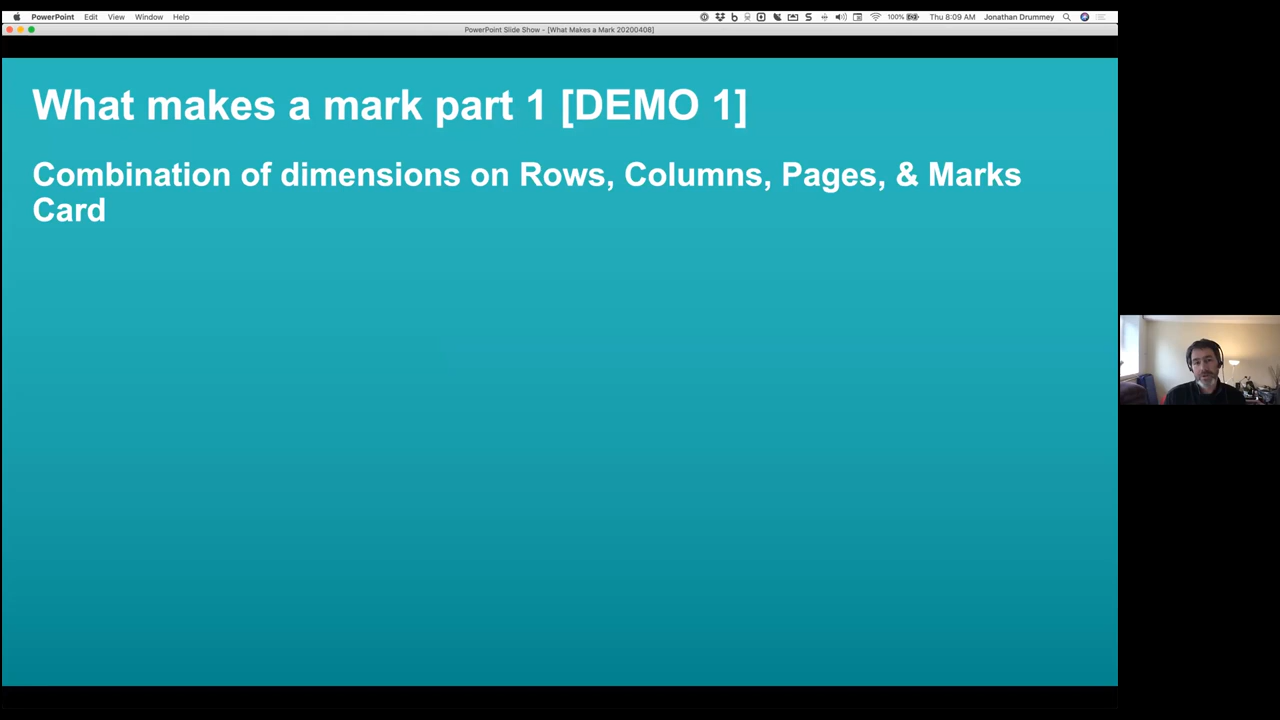 PowerPoint Edit View Window Help 100% Thu 8:09 AM Jonathan Drummey
PowerPoint Slide Show - [What Makes a Mark 20200408]
What makes a mark part 1 [DEMO 1]
Combination of dimensions on Rows, Columns, Pages, & Marks
Card